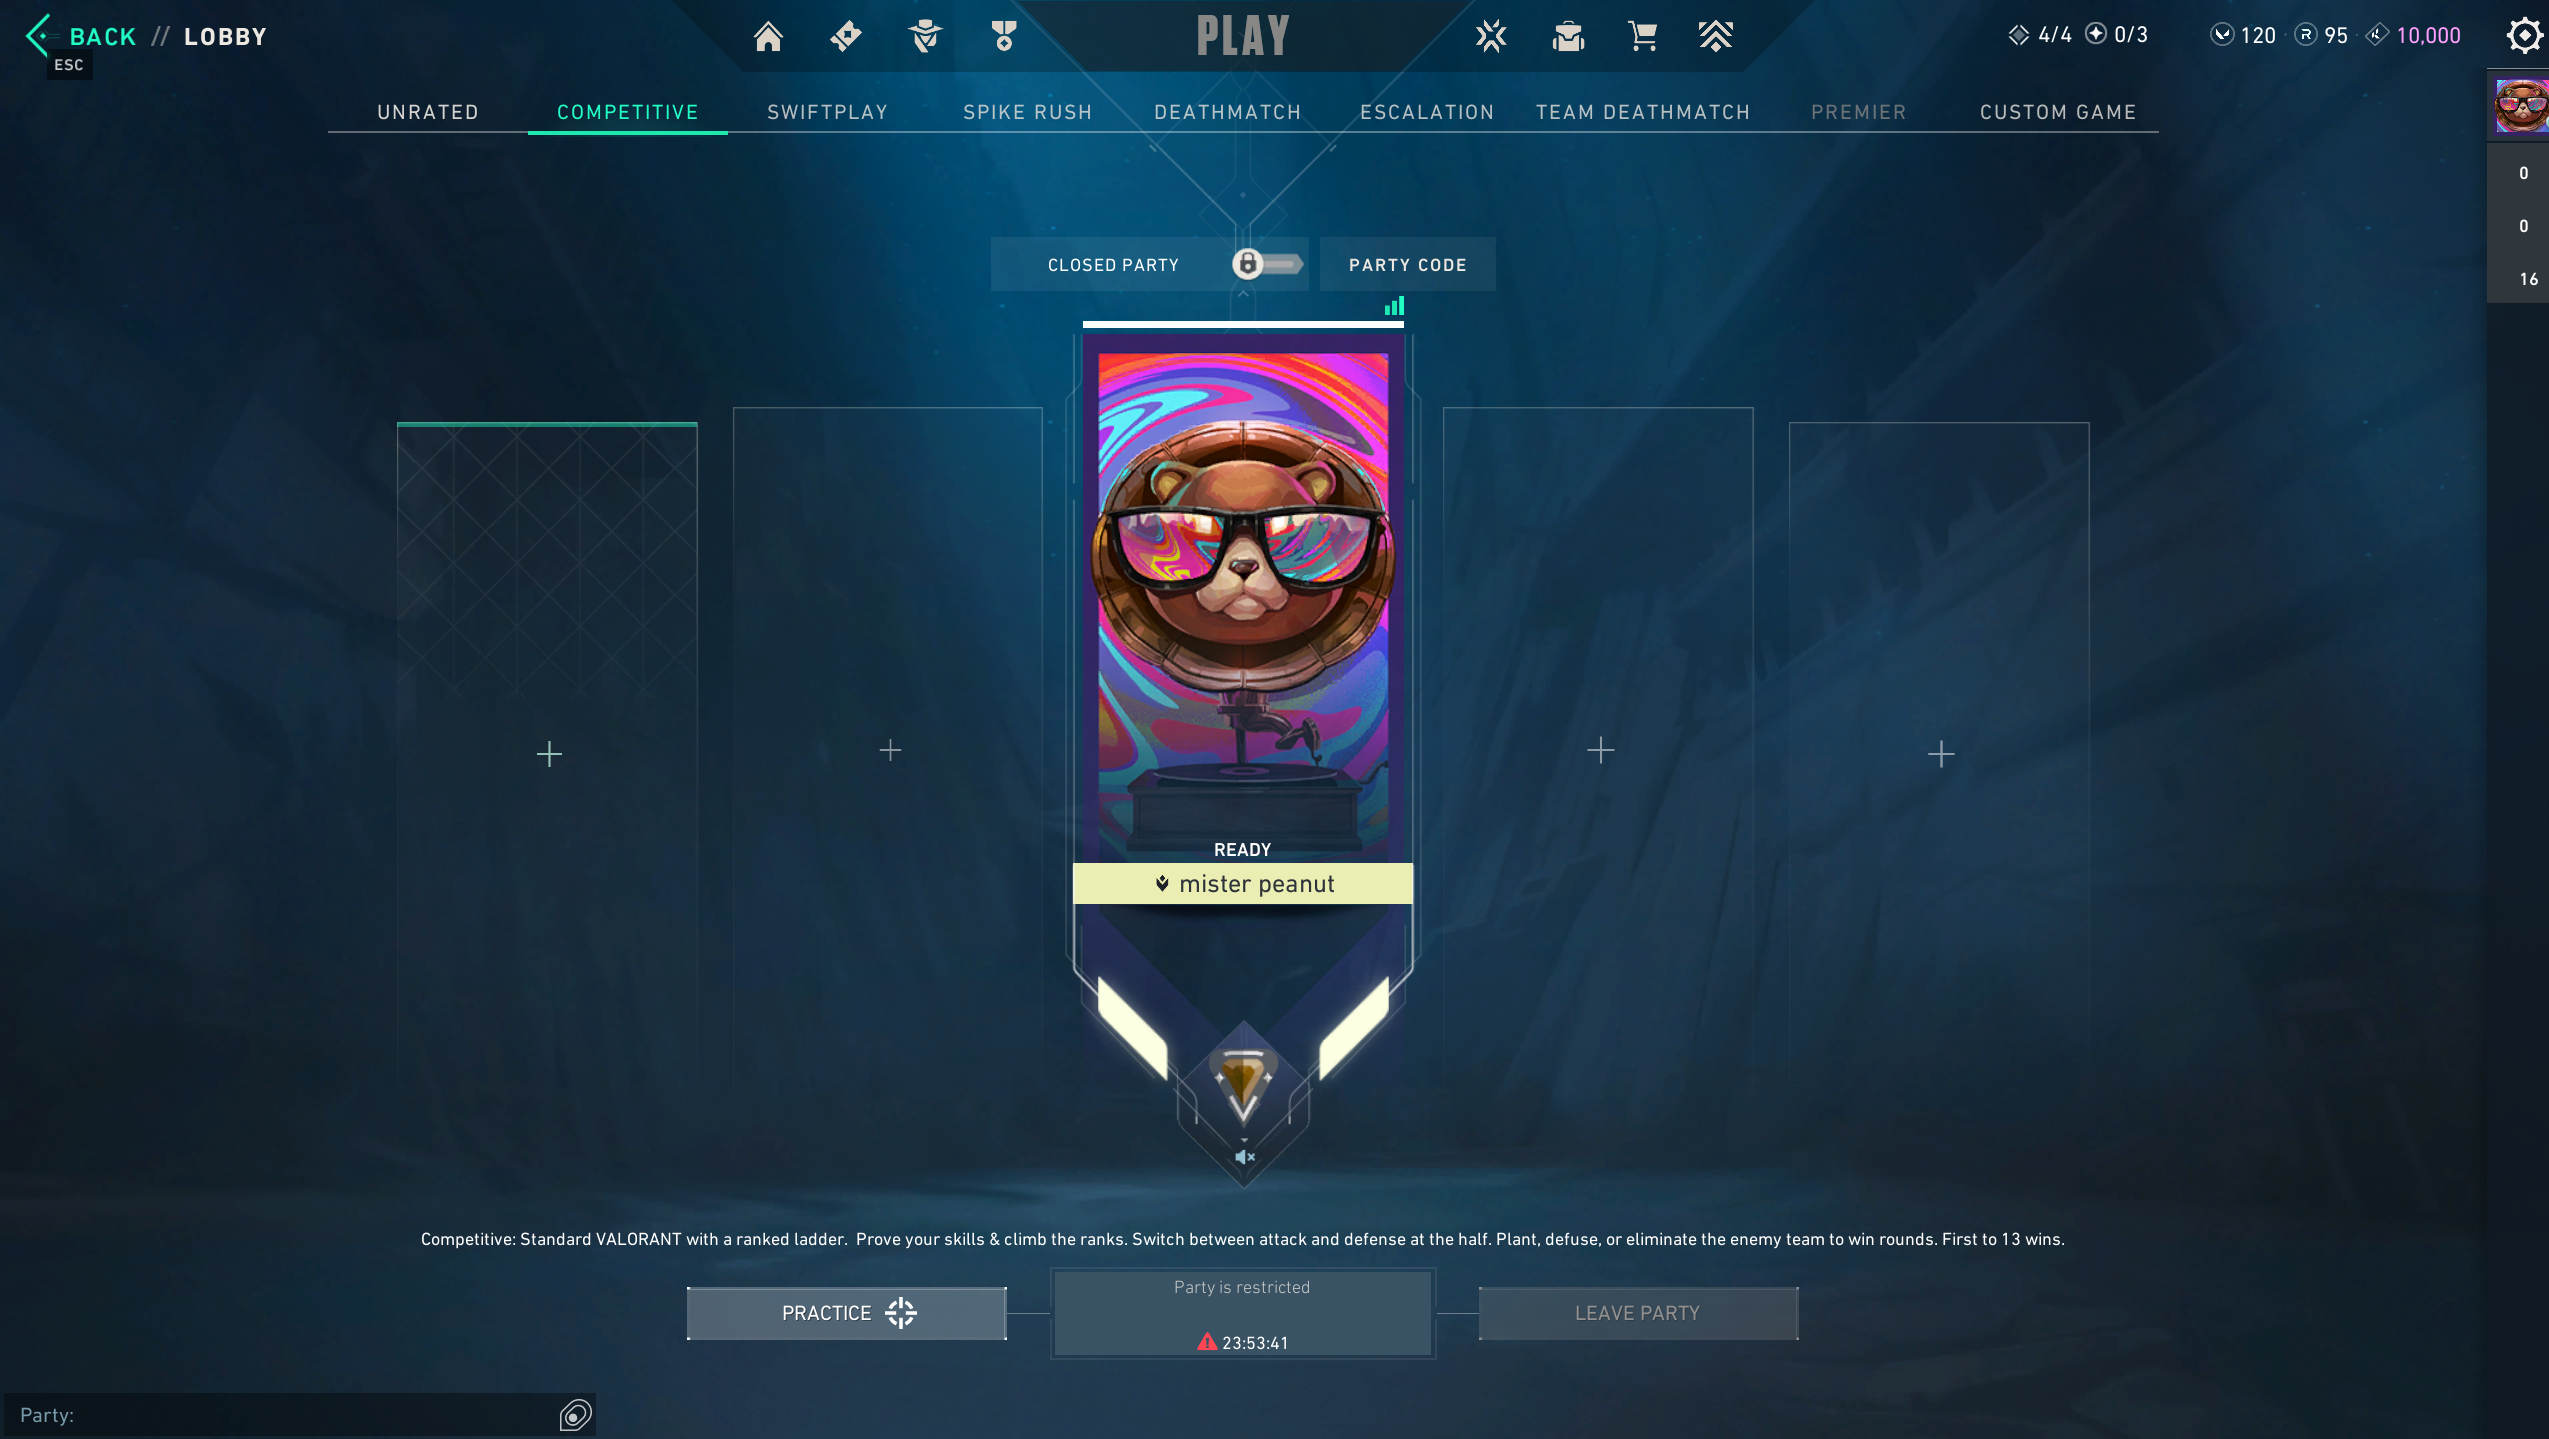 BACK // LOBBY
ESC
PLAY
4/4 0/3 120 R 95 10,000
UNRATED COMPETITIVE SWIFTPLAY SPIKE RUSH DEATHMATCH ESCALATION TEAM DEATHMATCH PREMIER CUSTOM GAME
0
0
16
CLOSED PARTY PARTY CODE
READY
mister peanut
Competitive: Standard VALORANT with a ranked ladder. Prove your skills & climb the ranks. Switch between attack and defense at the half. Plant, defuse, or eliminate the enemy team to win rounds. First to 13 wins.
PRACTICE
Party is restricted
23:53:41
LEAVE PARTY
Party: